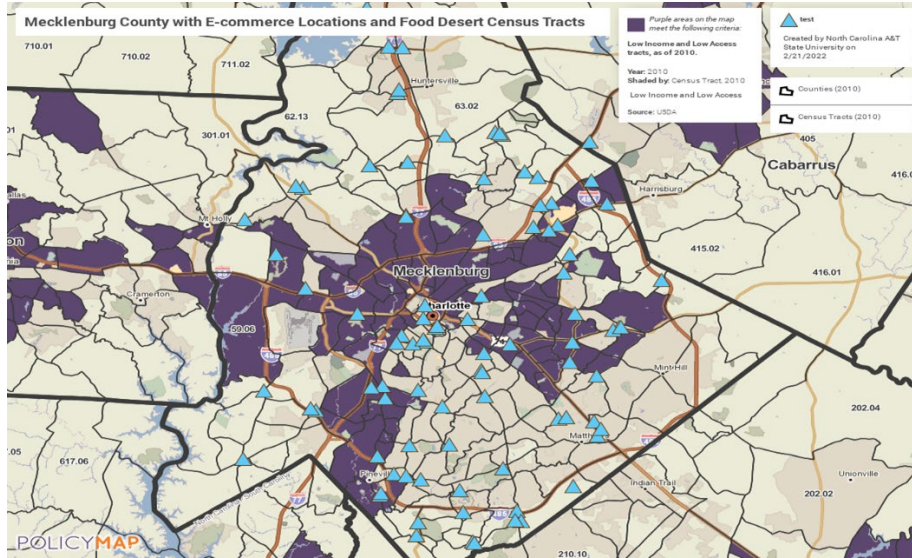 Mecklenburg County with E-commerce Locations and Food Desert Census Tracts
Purple areas on the map
meet the following criteria:
Low Income and Low Access
tracts, as of 2010.
Year: 2010
Shaded by: Census Tract, 2010
Low Income and Low Access
Source: USDA
test
Created by North Carolina A&T
State University on
2/21/2022
Counties (2010)
Census Tracts (2010)
710.01
710.02
711.02
Huntersville
63.02
62.13
301.01
405
Cabarrus
416.0
Harrisburg
Mt Holly
415.02
416.01
Mecklenburg
Cramerton
Charlotte
59.06
485
Mint Hill
202.04
617.06
Indian Trail
Unionville
202.02
210.10
POLICYMAP